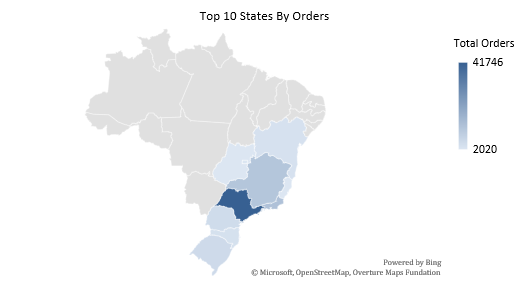 Top 10 States By Orders
Total Orders
41746
2020
Powered by Bing
© Microsoft, OpenStreetMap, Overture Maps Fundation